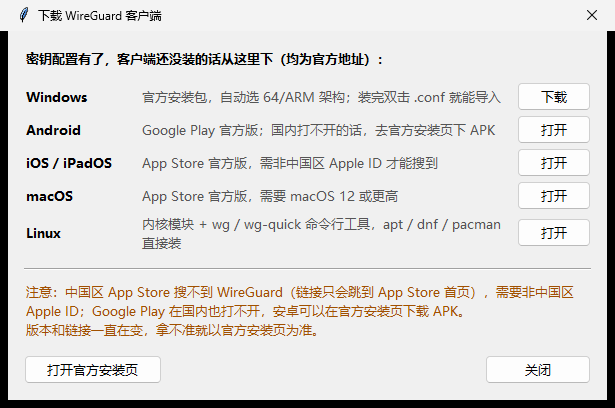 下载 WireGuard 客户端
密钥配置有了，客户端还没装的话从这里下（均为官方地址）：
Windows 官方安装包，自动选 64/ARM 架构；装完双击 .conf 就能导入 下载
Android Google Play 官方版；国内打不开的话，去官方安装页下 APK 打开
iOS / iPadOS App Store 官方版，需非中国区 Apple ID 才能搜到 打开
macOS App Store 官方版，需要 macOS 12 或更高 打开
Linux 内核模块 + wg / wg-quick 命令行工具，apt / dnf / pacman 打开
直接装
注意：中国区 App Store 搜不到 WireGuard（链接只会跳到 App Store 首页），需要非中国区
Apple ID；Google Play 在国内也打不开，安卓可以在官方安装页下载 APK。
版本和链接一直在变，拿不准就以官方安装页为准。
打开官方安装页 关闭